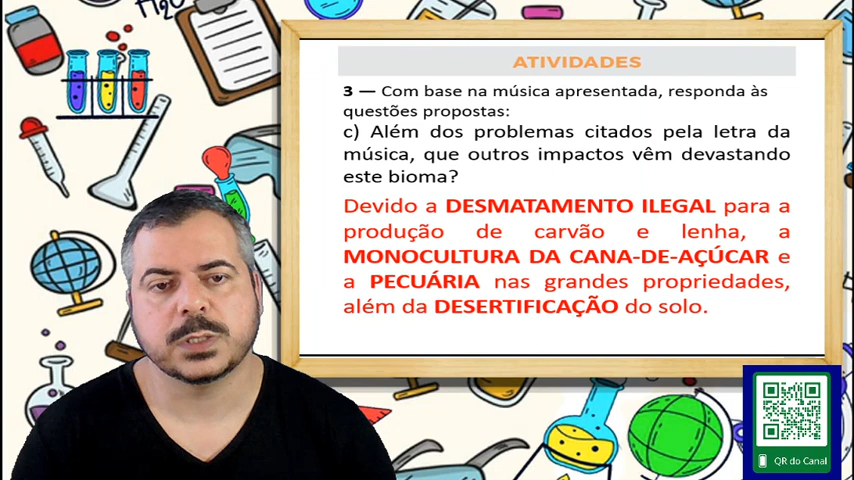 H₂O
ATIVIDADES
3 — Com base na música apresentada, responda às
questões propostas:
c) Além dos problemas citados pela letra da
música, que outros impactos vêm devastando
este bioma?
Devido a DESMATAMENTO ILEGAL para a
produção de carvão e lenha, a
MONOCULTURA DA CANA-DE-AÇÚCAR e
a PECUÁRIA nas grandes propriedades,
além da DESERTIFICAÇÃO do solo.
QR do Canal